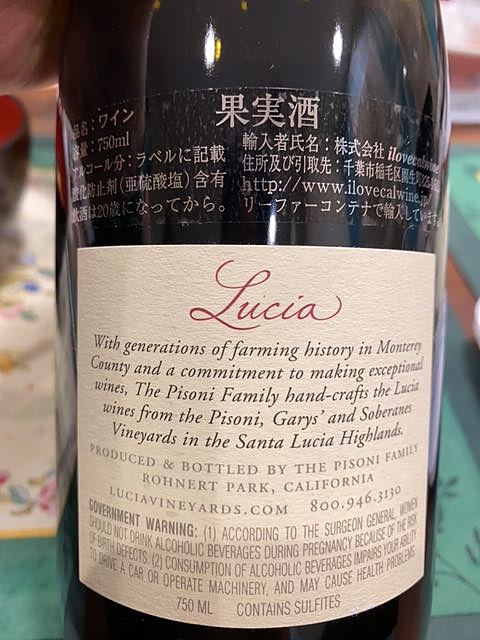 果実酒
品名：ワイン
容量：750ml
アルコール分：ラベルに記載
酸化防止剤(亜硫酸塩)含有
飲酒は20歳になってから。
輸入者氏名：株式会社 ilovecalwine
住所及び引取先：千葉市稲毛区
http://www.ilovecalwine.jp/
リーファーコンテナで輸入しています
Lucia
With generations of farming history in Monterey
County and a commitment to making exceptional
wines, The Pisoni Family hand-crafts the Lucia
wines from the Pisoni, Garys' and Soberanes
Vineyards in the Santa Lucia Highlands.
PRODUCED & BOTTLED BY THE PISONI FAMILY
ROHNERT PARK, CALIFORNIA
LUCIAVINEYARDS.COM 800.946.3130
GOVERNMENT WARNING: (1) ACCORDING TO THE SURGEON GENERAL, WOMEN
SHOULD NOT DRINK ALCOHOLIC BEVERAGES DURING PREGNANCY BECAUSE OF THE RISK
OF BIRTH DEFECTS. (2) CONSUMPTION OF ALCOHOLIC BEVERAGES IMPAIRS YOUR ABILITY
TO DRIVE A CAR OR OPERATE MACHINERY, AND MAY CAUSE HEALTH PROBLEMS.
750 ML CONTAINS SULFITES